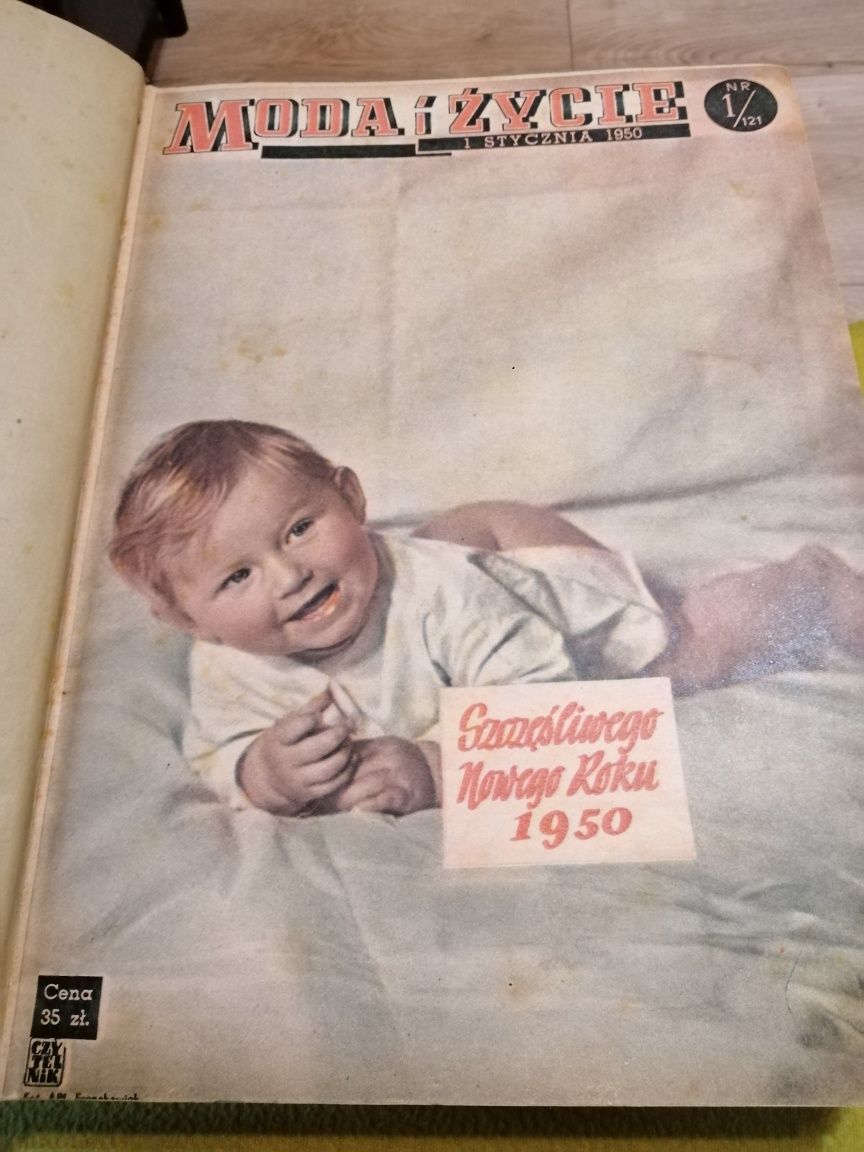 MODA i ŻYCIE
1 STYCZNIA 1950
NR
1/121
Szczęśliwego
Nowego Roku
1950
Cena
35 zł.
CZY
TEL
NIK